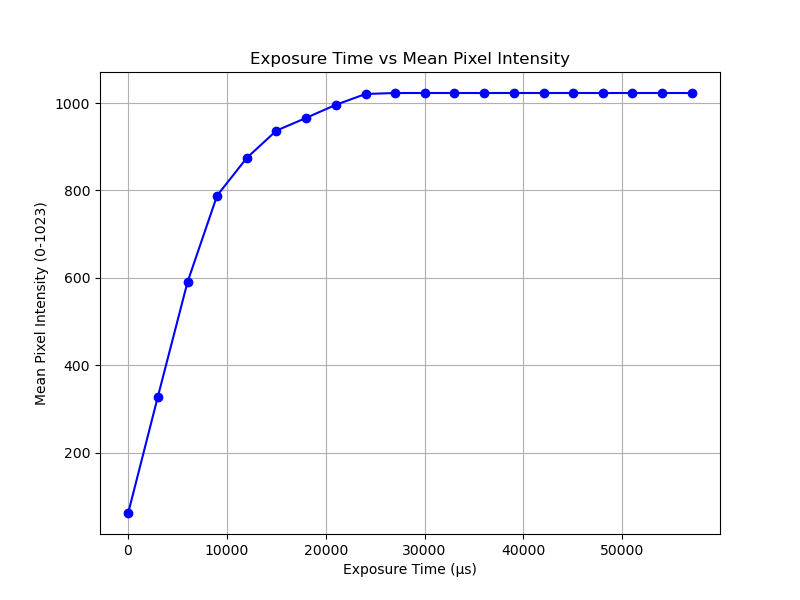 Exposure Time vs Mean Pixel Intensity
Mean Pixel Intensity (0-1023)
1000
800
600
400
200
0 10000 20000 30000 40000 50000
Exposure Time (μs)